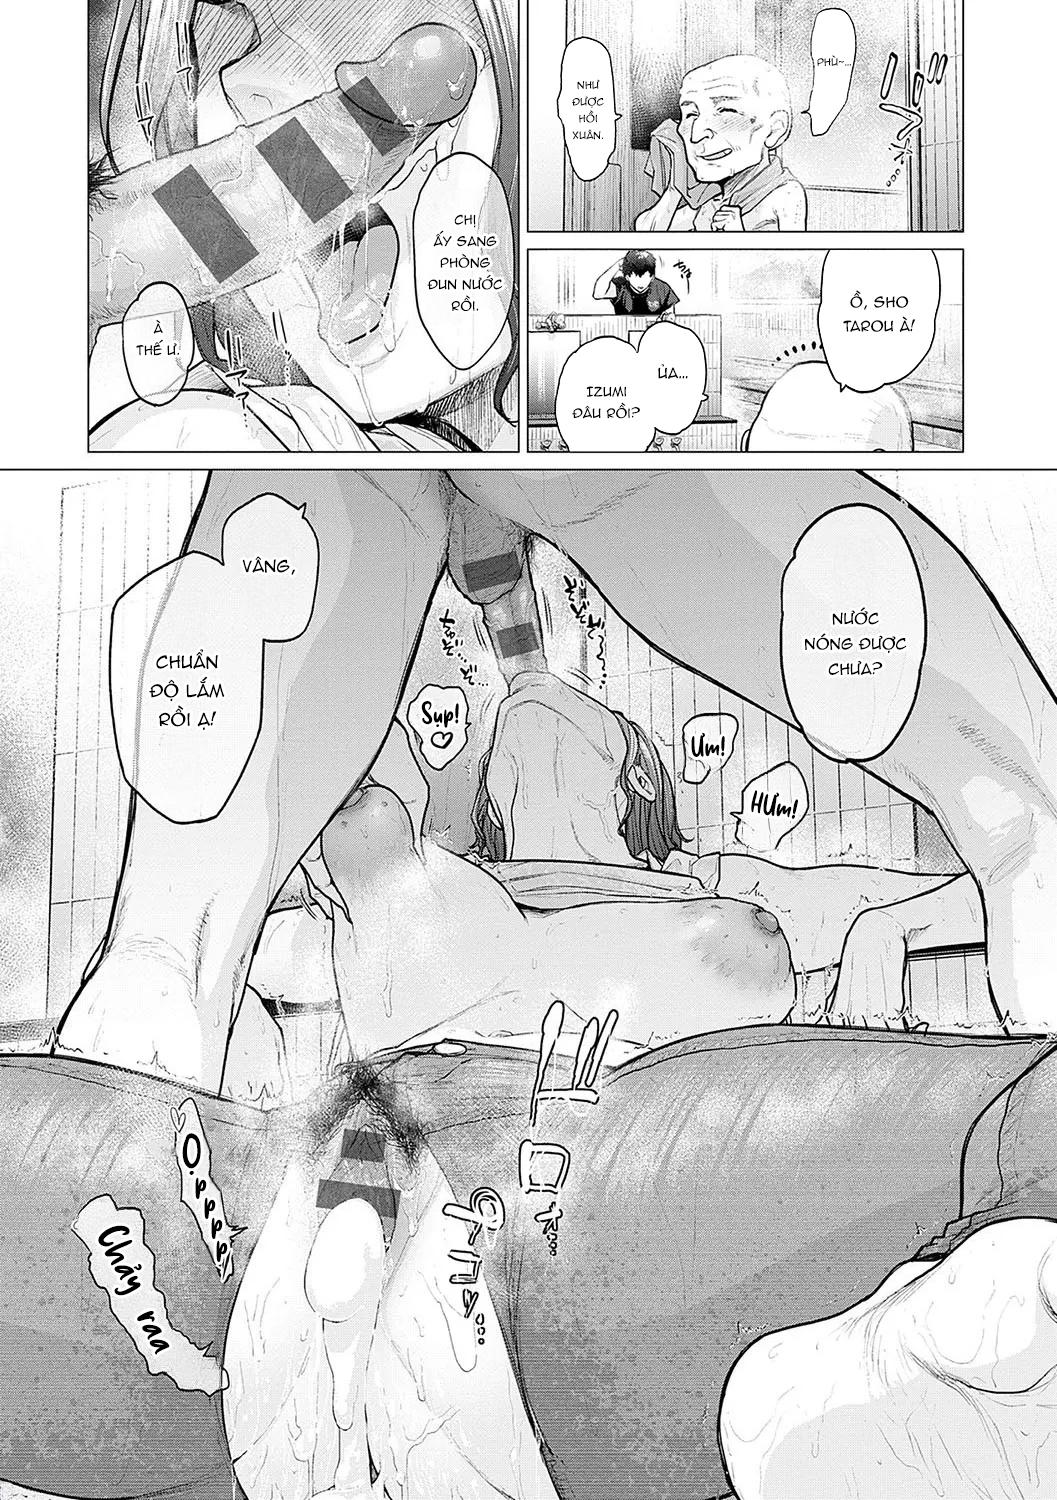 PHÙ~...
NHƯ
ĐƯỢC
HỒI
XUÂN.
Ồ, SHO
TAROU À!
ỦA...
IZUMI
ĐÂU RỒI?
CHỊ
ẤY SANG
PHÒNG
ĐUN NƯỚC
RỒI.
À
THẾ Ư.
NƯỚC
NÓNG ĐƯỢC
CHƯA?
VÂNG,
CHUẨN
ĐỘ LẮM
RỒI Ạ!
Sụp!
♡
Ưm!
HƯm!
♡
Ọ.pppp
Chảy raa